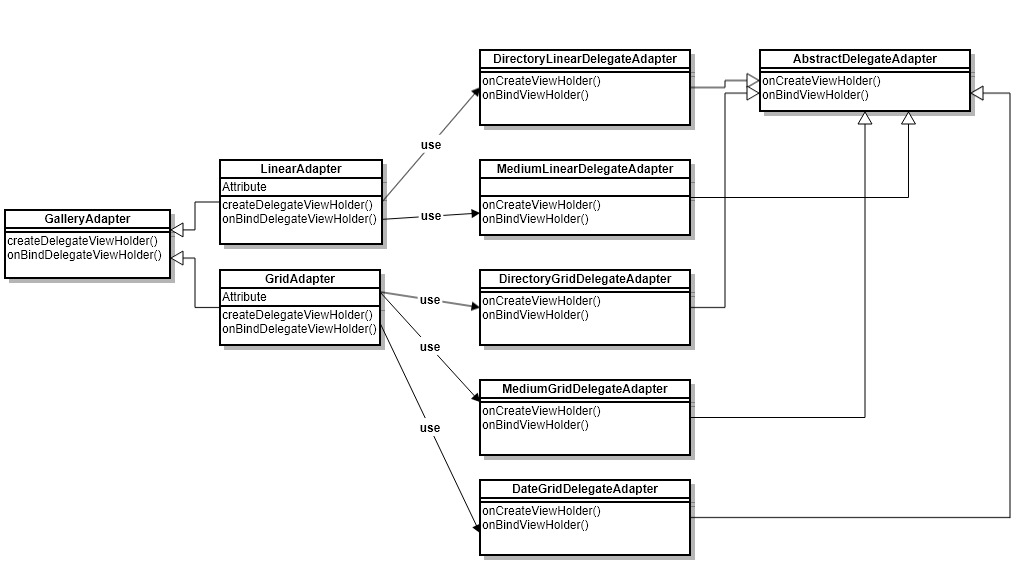 DirectoryLinearDelegateAdapter
onCreateViewHolder()
onBindViewHolder()
AbstractDelegateAdapter
onCreateViewHolder()
onBindViewHolder()
use
LinearAdapter
Attribute
createDelegateViewHolder()
onBindDelegateViewHolder()
MediumLinearDelegateAdapter
onCreateViewHolder()
onBindViewHolder()
use
GalleryAdapter
createDelegateViewHolder()
onBindDelegateViewHolder()
GridAdapter
Attribute
createDelegateViewHolder()
onBindDelegateViewHolder()
use
DirectoryGridDelegateAdapter
onCreateViewHolder()
onBindViewHolder()
use
MediumGridDelegateAdapter
onCreateViewHolder()
onBindViewHolder()
use
DateGridDelegateAdapter
onCreateViewHolder()
onBindViewHolder()